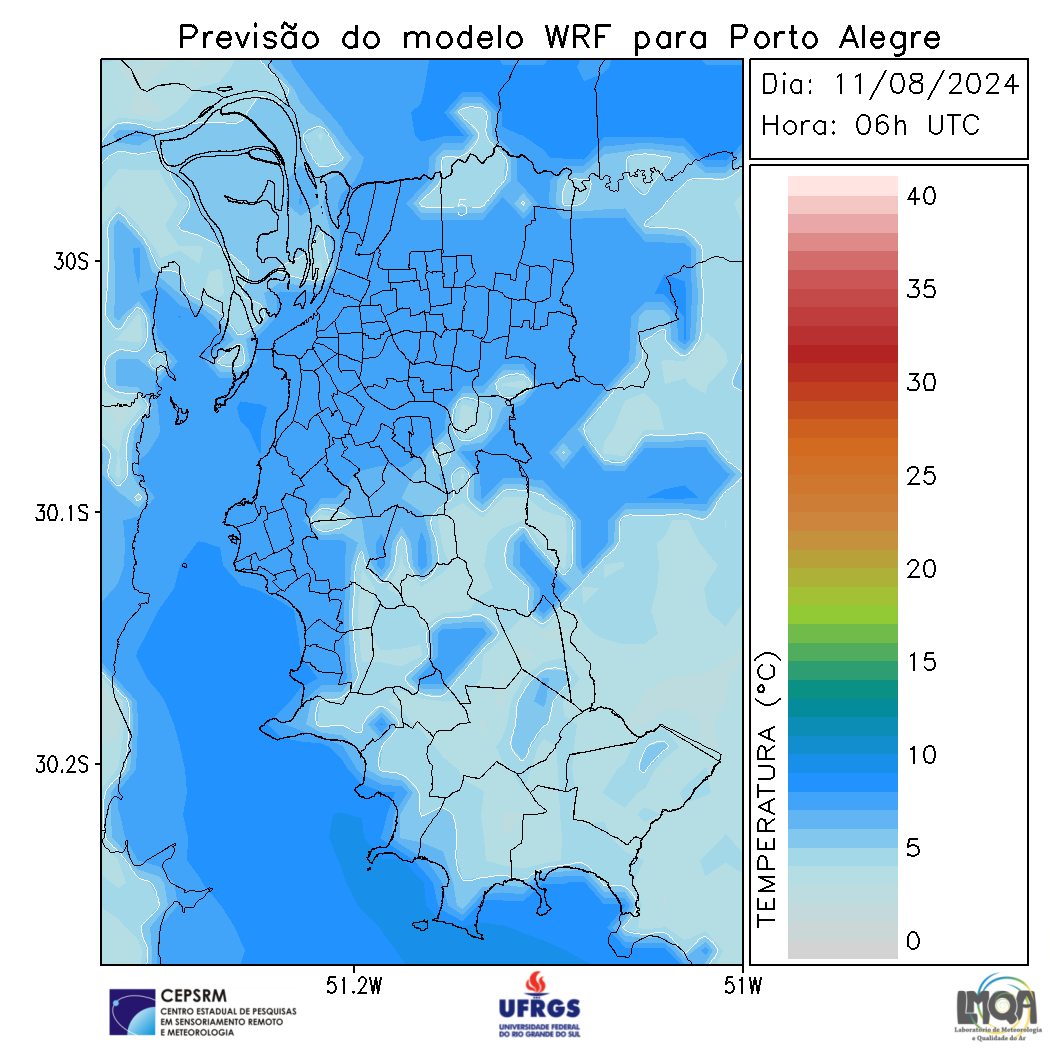 Previsão do modelo WRF para Porto Alegre
Dia: 11/08/2024
Hora: 06h UTC
40
35
30
25
20
15
10
5
0
TEMPERATURA (°C)
30S
30.1S
30.2S
51.2W
51W
5
CEPSRM
CENTRO ESTADUAL DE PESQUISAS
EM SENSORIAMENTO REMOTO
E METEOROLOGIA
UFRGS
UNIVERSIDADE FEDERAL
DO RIO GRANDE DO SUL
LMQA
Laboratório de Meteorologia
e Qualidade do Ar